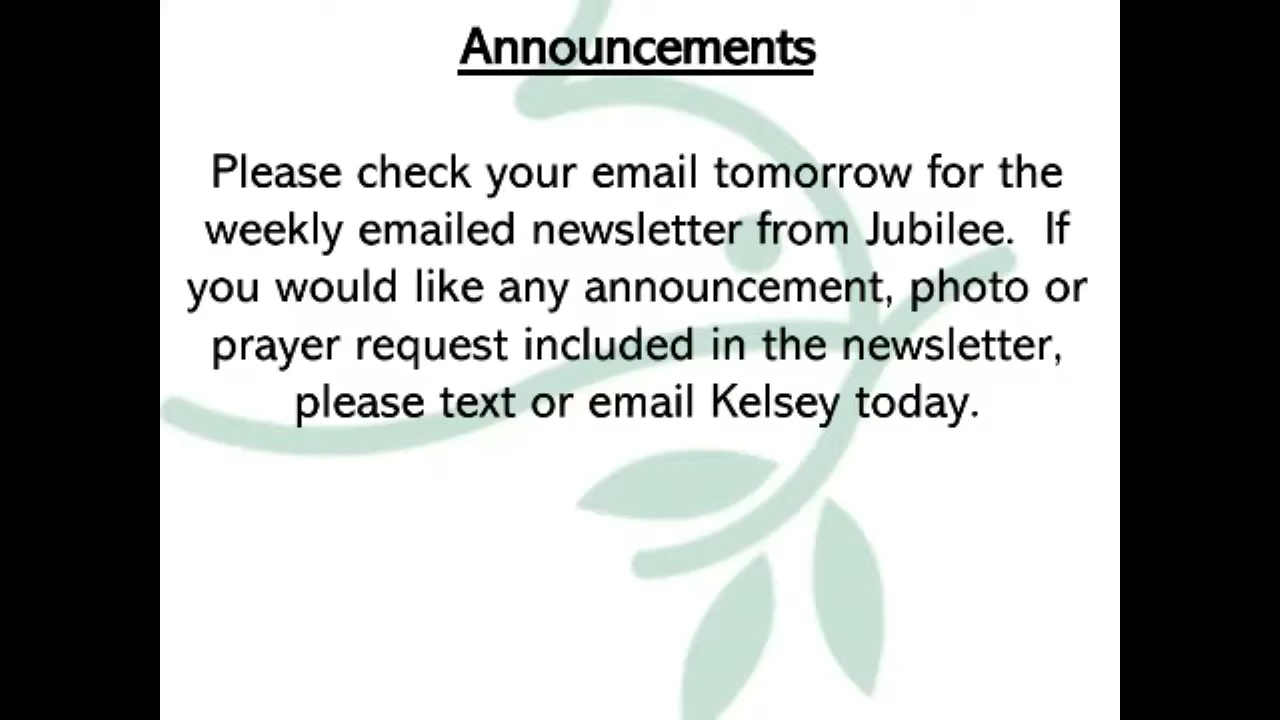 Announcements
Please check your email tomorrow for the
weekly emailed newsletter from Jubilee.  If
you would like any announcement, photo or
prayer request included in the newsletter,
please text or email Kelsey today.